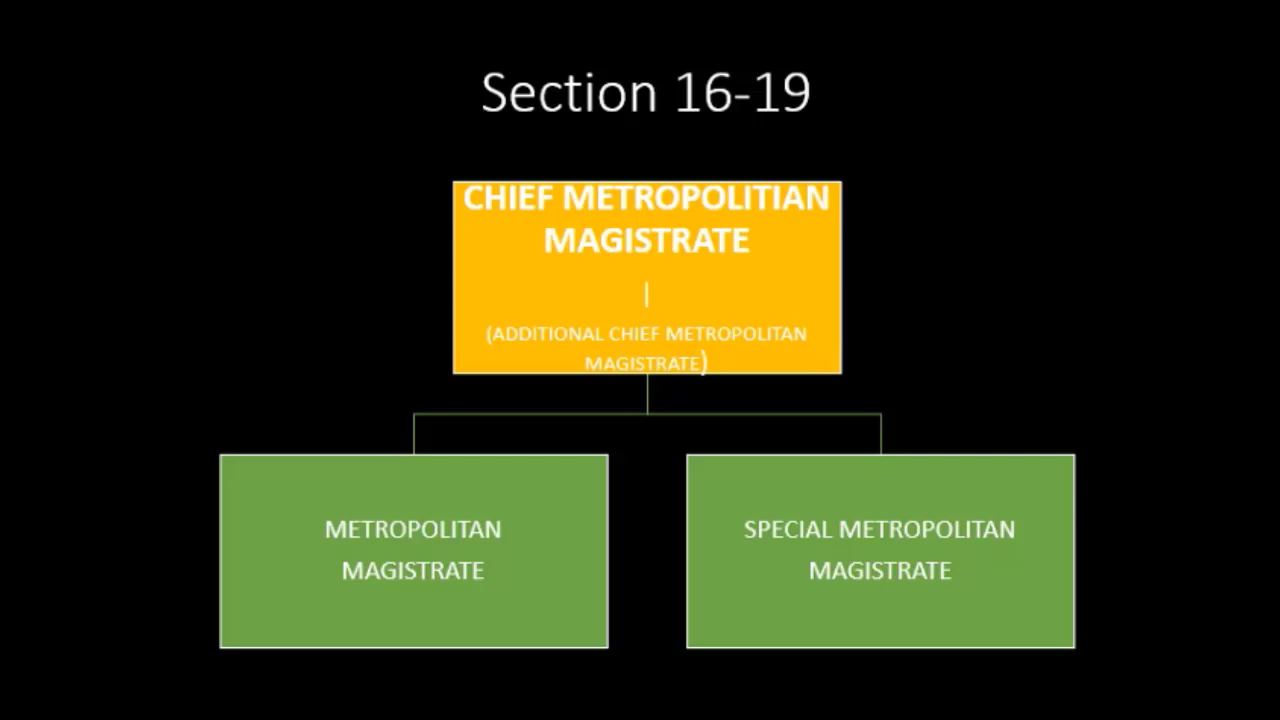 Section 16-19
CHIEF METROPOLITIAN
MAGISTRATE
|
(ADDITIONAL CHIEF METROPOLITAN
MAGISTRATE)
METROPOLITAN
MAGISTRATE
SPECIAL METROPOLITAN
MAGISTRATE